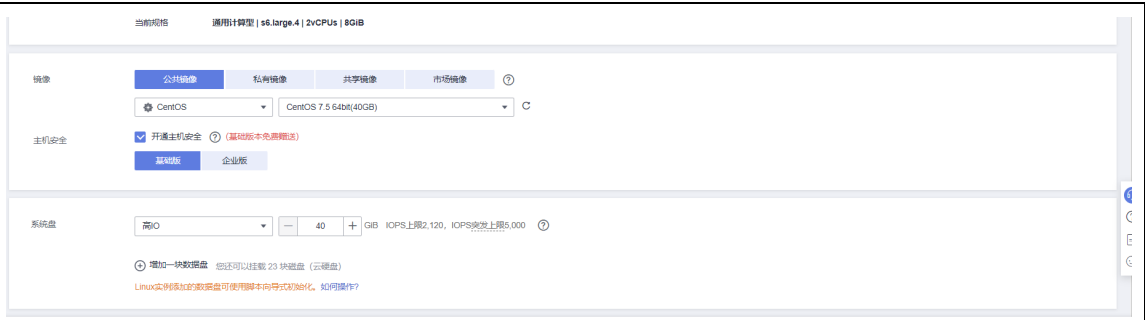 当前规格 通用计算型 | s6.large.4 | 2vCPUs | 8GiB
镜像 公共镜像 私有镜像 共享镜像 市场镜像
CentOS CentOS 7.5 64bit(40GB)
主机安全 开通主机安全 (基础版本免费赠送)
基础版 企业版
系统盘 高IO 40 GiB IOPS上限2,120，IOPS突发上限5,000
增加一块数据盘 您还可以挂载 23 块磁盘（云硬盘）
Linux实例添加的数据盘可使用脚本向导式初始化。如何操作?